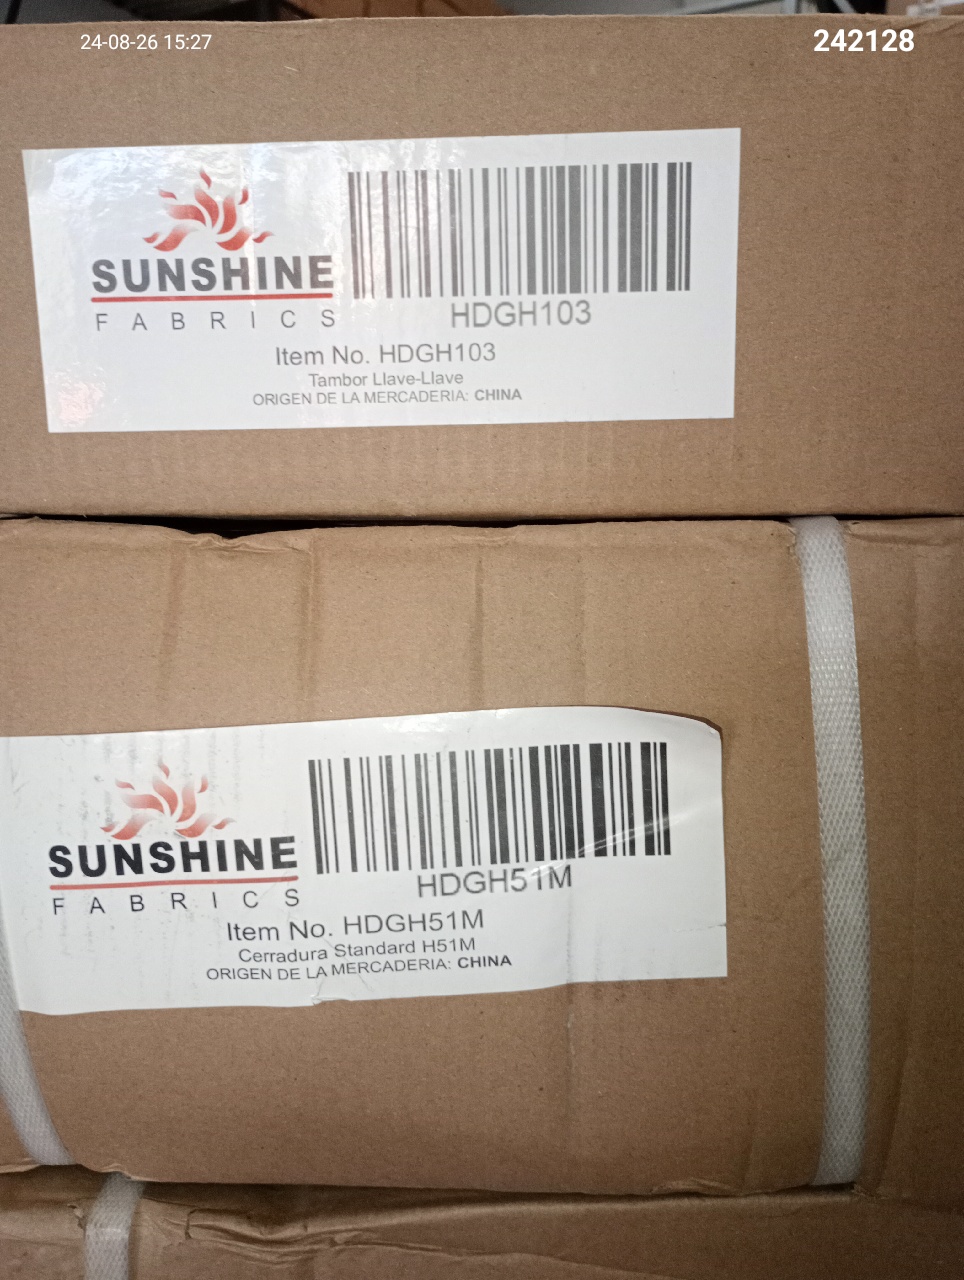 24-08-26 15:27
242128
SUNSHINE
FABRICS
HDGH103
Item No. HDGH103
Tambor Llave-Llave
ORIGEN DE LA MERCADERIA: CHINA
SUNSHINE
FABRICS
HDGH51M
Item No. HDGH51M
Cerradura Standard H51M
ORIGEN DE LA MERCADERIA: CHINA